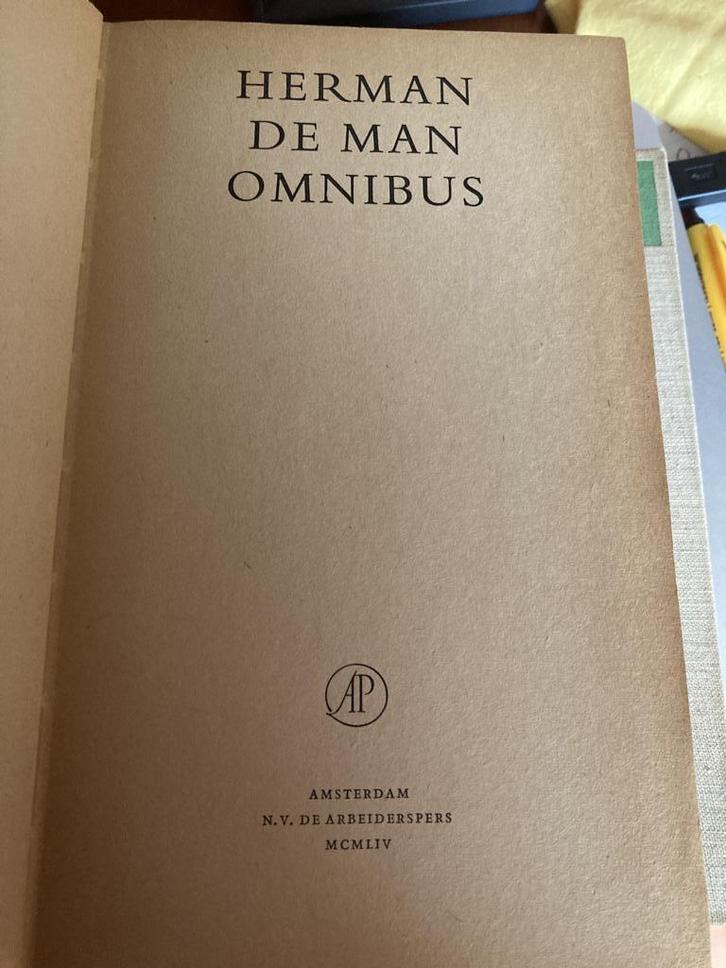 HERMAN
DE MAN
OMNIBUS
AP
AMSTERDAM
N.V. DE ARBEIDERSPERS
MCMLIV